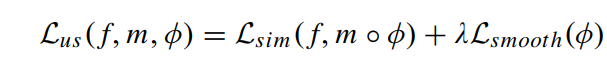 ℒ_us(f, m, ϕ) = ℒ_sim(f, m ∘ ϕ) + λℒ_smooth(ϕ)